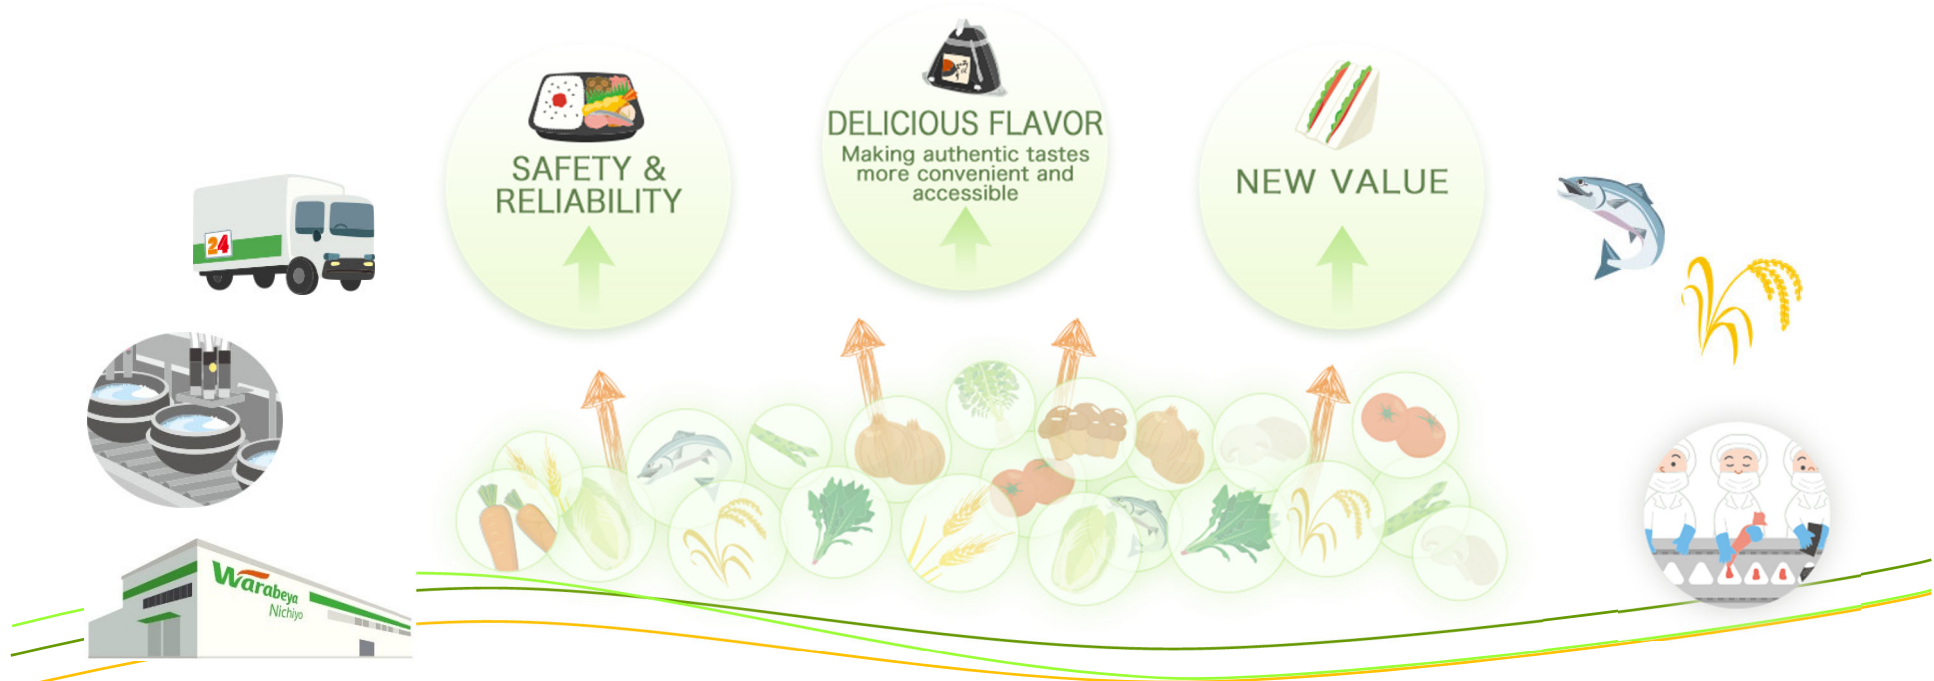 DELICIOUS FLAVOR
Making authentic tastes
more convenient and
accessible
SAFETY &
RELIABILITY
NEW VALUE
24
Warabeya
Nichiyo